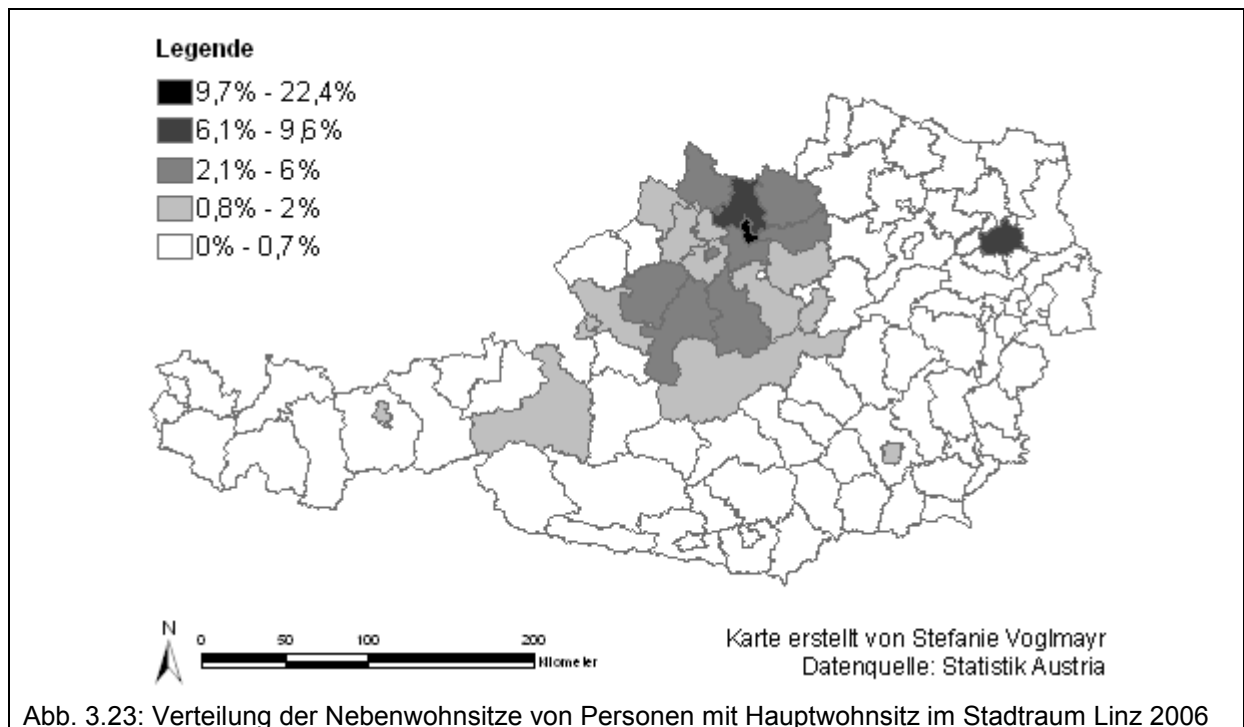 Legende
9,7% - 22,4%
6,1% - 9,6%
2,1% - 6%
0,8% - 2%
0% - 0,7%
N
0 50 100 200
Kilometer
Karte erstellt von Stefanie Voglmayr
Datenquelle: Statistik Austria
Abb. 3.23: Verteilung der Nebenwohnsitze von Personen mit Hauptwohnsitz im Stadtraum Linz 2006